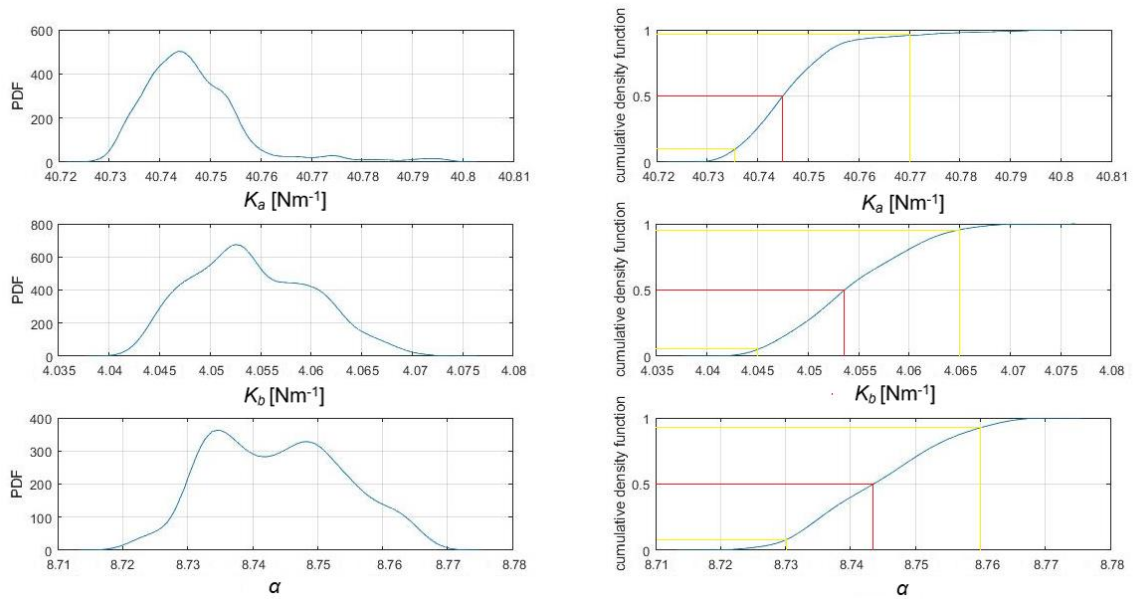 600
400
200
0
PDF
40.72 40.73 40.74 40.75 40.76 40.77 40.78 40.79 40.8 40.81
Ka [Nm-1]
1
0.5
0
cumulative density function
40.72 40.73 40.74 40.75 40.76 40.77 40.78 40.79 40.8 40.81
Ka [Nm-1]
800
600
400
200
0
PDF
4.035 4.04 4.045 4.05 4.055 4.06 4.065 4.07 4.075 4.08
Kb [Nm-1]
1
0.5
0
cumulative density function
4.035 4.04 4.045 4.05 4.055 4.06 4.065 4.07 4.075 4.08
Kb [Nm-1]
400
300
200
100
0
PDF
8.71 8.72 8.73 8.74 8.75 8.76 8.77 8.78
α
1
0.5
0
cumulative density function
8.71 8.72 8.73 8.74 8.75 8.76 8.77 8.78
α